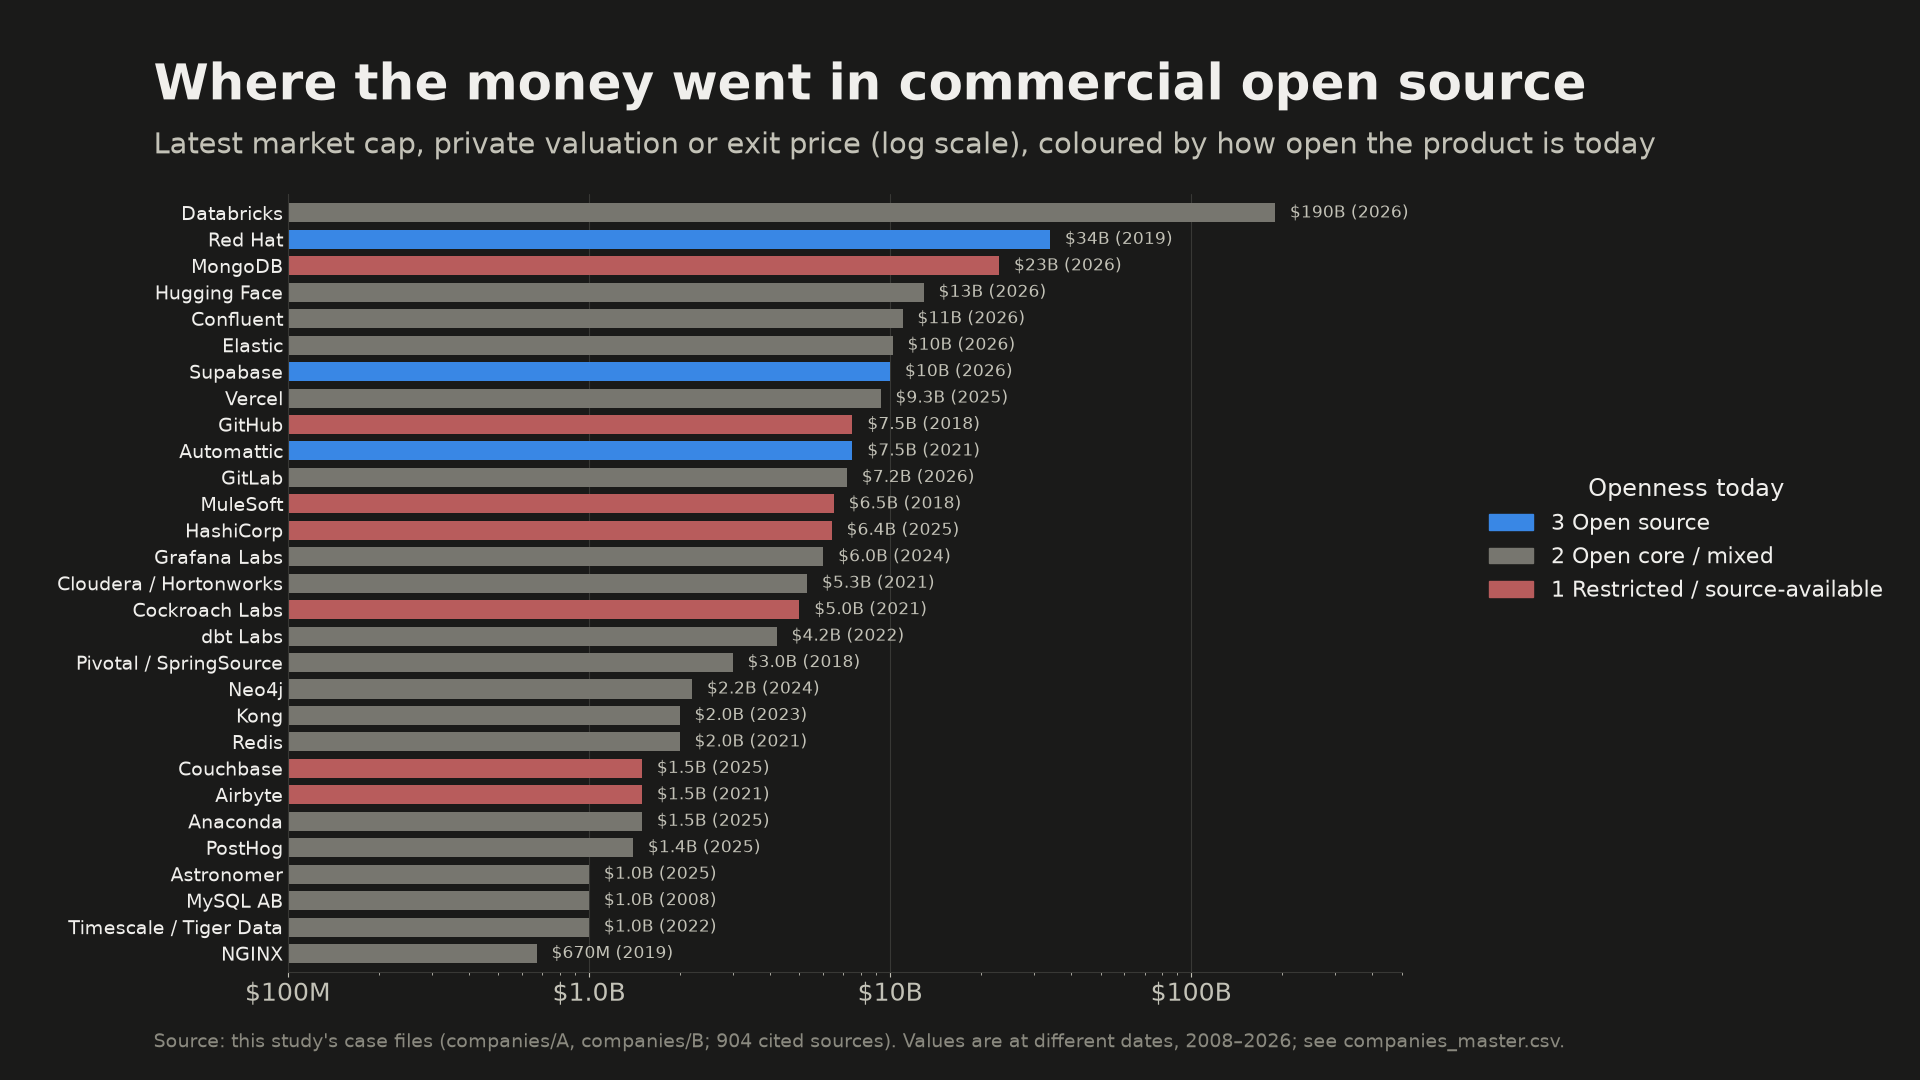 Where the money went in commercial open source
Latest market cap, private valuation or exit price (log scale), coloured by how open the product is today
Databricks $190B (2026)
Red Hat $34B (2019)
MongoDB $23B (2026)
Hugging Face $13B (2026)
Confluent $11B (2026)
Elastic $10B (2026)
Supabase $10B (2026)
Vercel $9.3B (2025)
GitHub $7.5B (2018)
Automattic $7.5B (2021)
GitLab $7.2B (2026)
MuleSoft $6.5B (2018)
HashiCorp $6.4B (2025)
Grafana Labs $6.0B (2024)
Cloudera / Hortonworks $5.3B (2021)
Cockroach Labs $5.0B (2021)
dbt Labs $4.2B (2022)
Pivotal / SpringSource $3.0B (2018)
Neo4j $2.2B (2024)
Kong $2.0B (2023)
Redis $2.0B (2021)
Couchbase $1.5B (2025)
Airbyte $1.5B (2021)
Anaconda $1.5B (2025)
PostHog $1.4B (2025)
Astronomer $1.0B (2025)
MySQL AB $1.0B (2008)
Timescale / Tiger Data $1.0B (2022)
NGINX $670M (2019)
$100M $1.0B $10B $100B
Openness today
3 Open source
2 Open core / mixed
1 Restricted / source-available
Source: this study's case files (companies/A, companies/B; 904 cited sources). Values are at different dates, 2008–2026; see companies_master.csv.